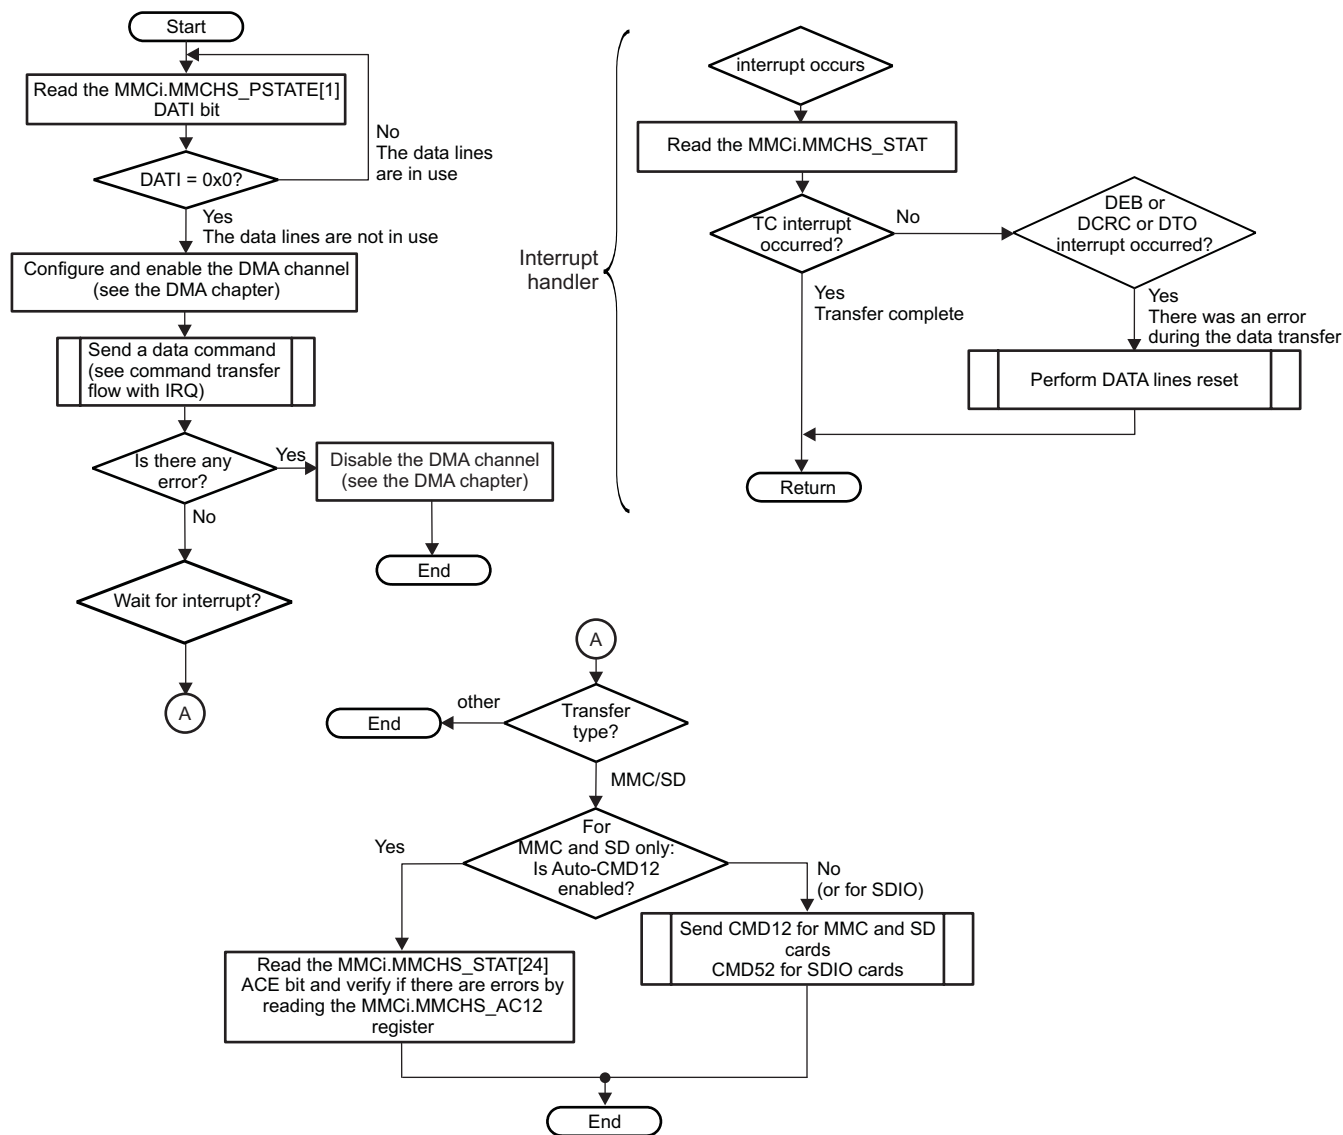 Start
Read the MMCi.MMCHS_PSTATE[1]
DATI bit
No
The data lines
are in use
DATI = 0x0?
Yes
The data lines are not in use
Configure and enable the DMA channel
(see the DMA chapter)
Send a data command
(see command transfer
flow with IRQ)
Is there any
error?
Yes
Disable the DMA channel
(see the DMA chapter)
No
End
Wait for interrupt?
A
Interrupt
handler
interrupt occurs
Read the MMCi.MMCHS_STAT
TC interrupt
occurred?
No
DEB or
DCRC or DTO
interrupt occurred?
Yes
Transfer complete
Yes
There was an error
during the data transfer
Perform DATA lines reset
Return
A
Transfer
type?
other
End
MMC/SD
For
MMC and SD only:
Is Auto-CMD12
enabled?
Yes
No
(or for SDIO)
Send CMD12 for MMC and SD
cards
CMD52 for SDIO cards
Read the MMCi.MMCHS_STAT[24]
ACE bit and verify if there are errors by
reading the MMCi.MMCHS_AC12
register
End